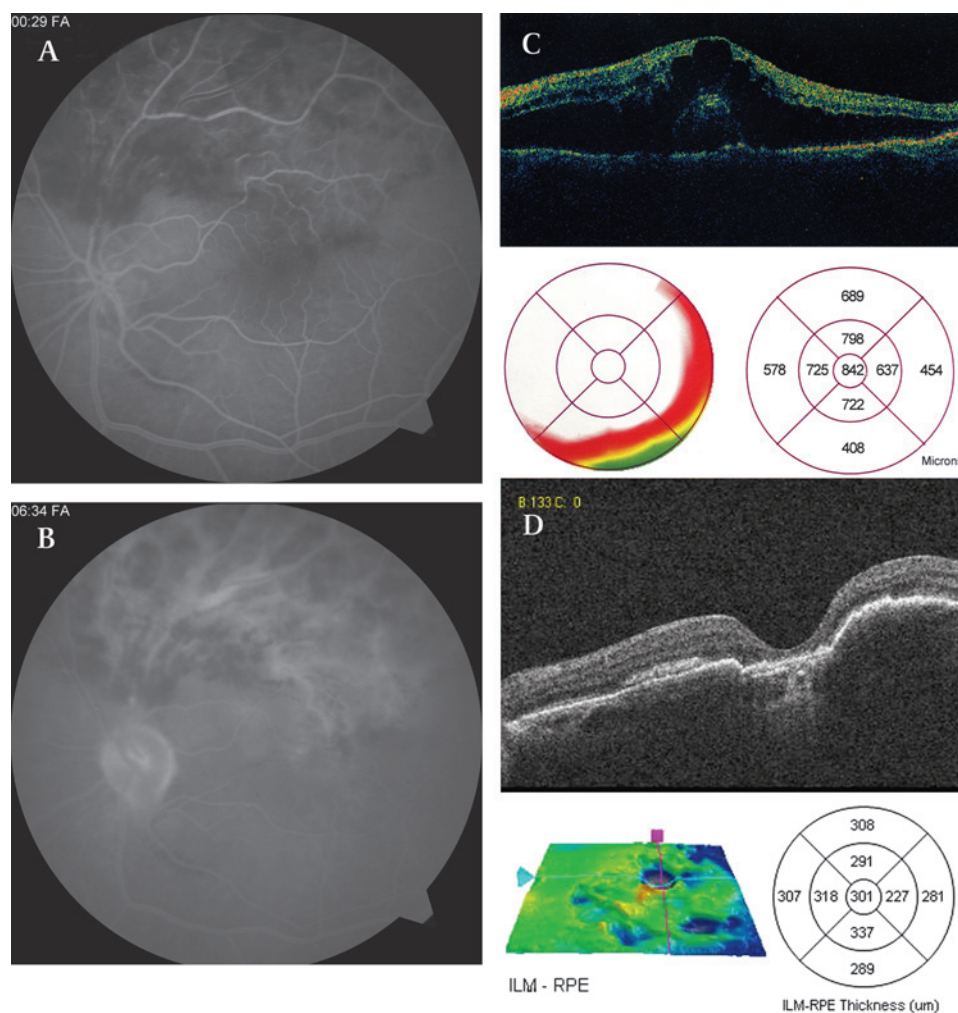 00:29 FA
A
06:34 FA
B
C
689
798
578 725 842 637 454
722
408
Microns
B:133 C: 0
D
308
291
307 318 301 227 281
337
289
ILM - RPE
ILM-RPE Thickness (um)